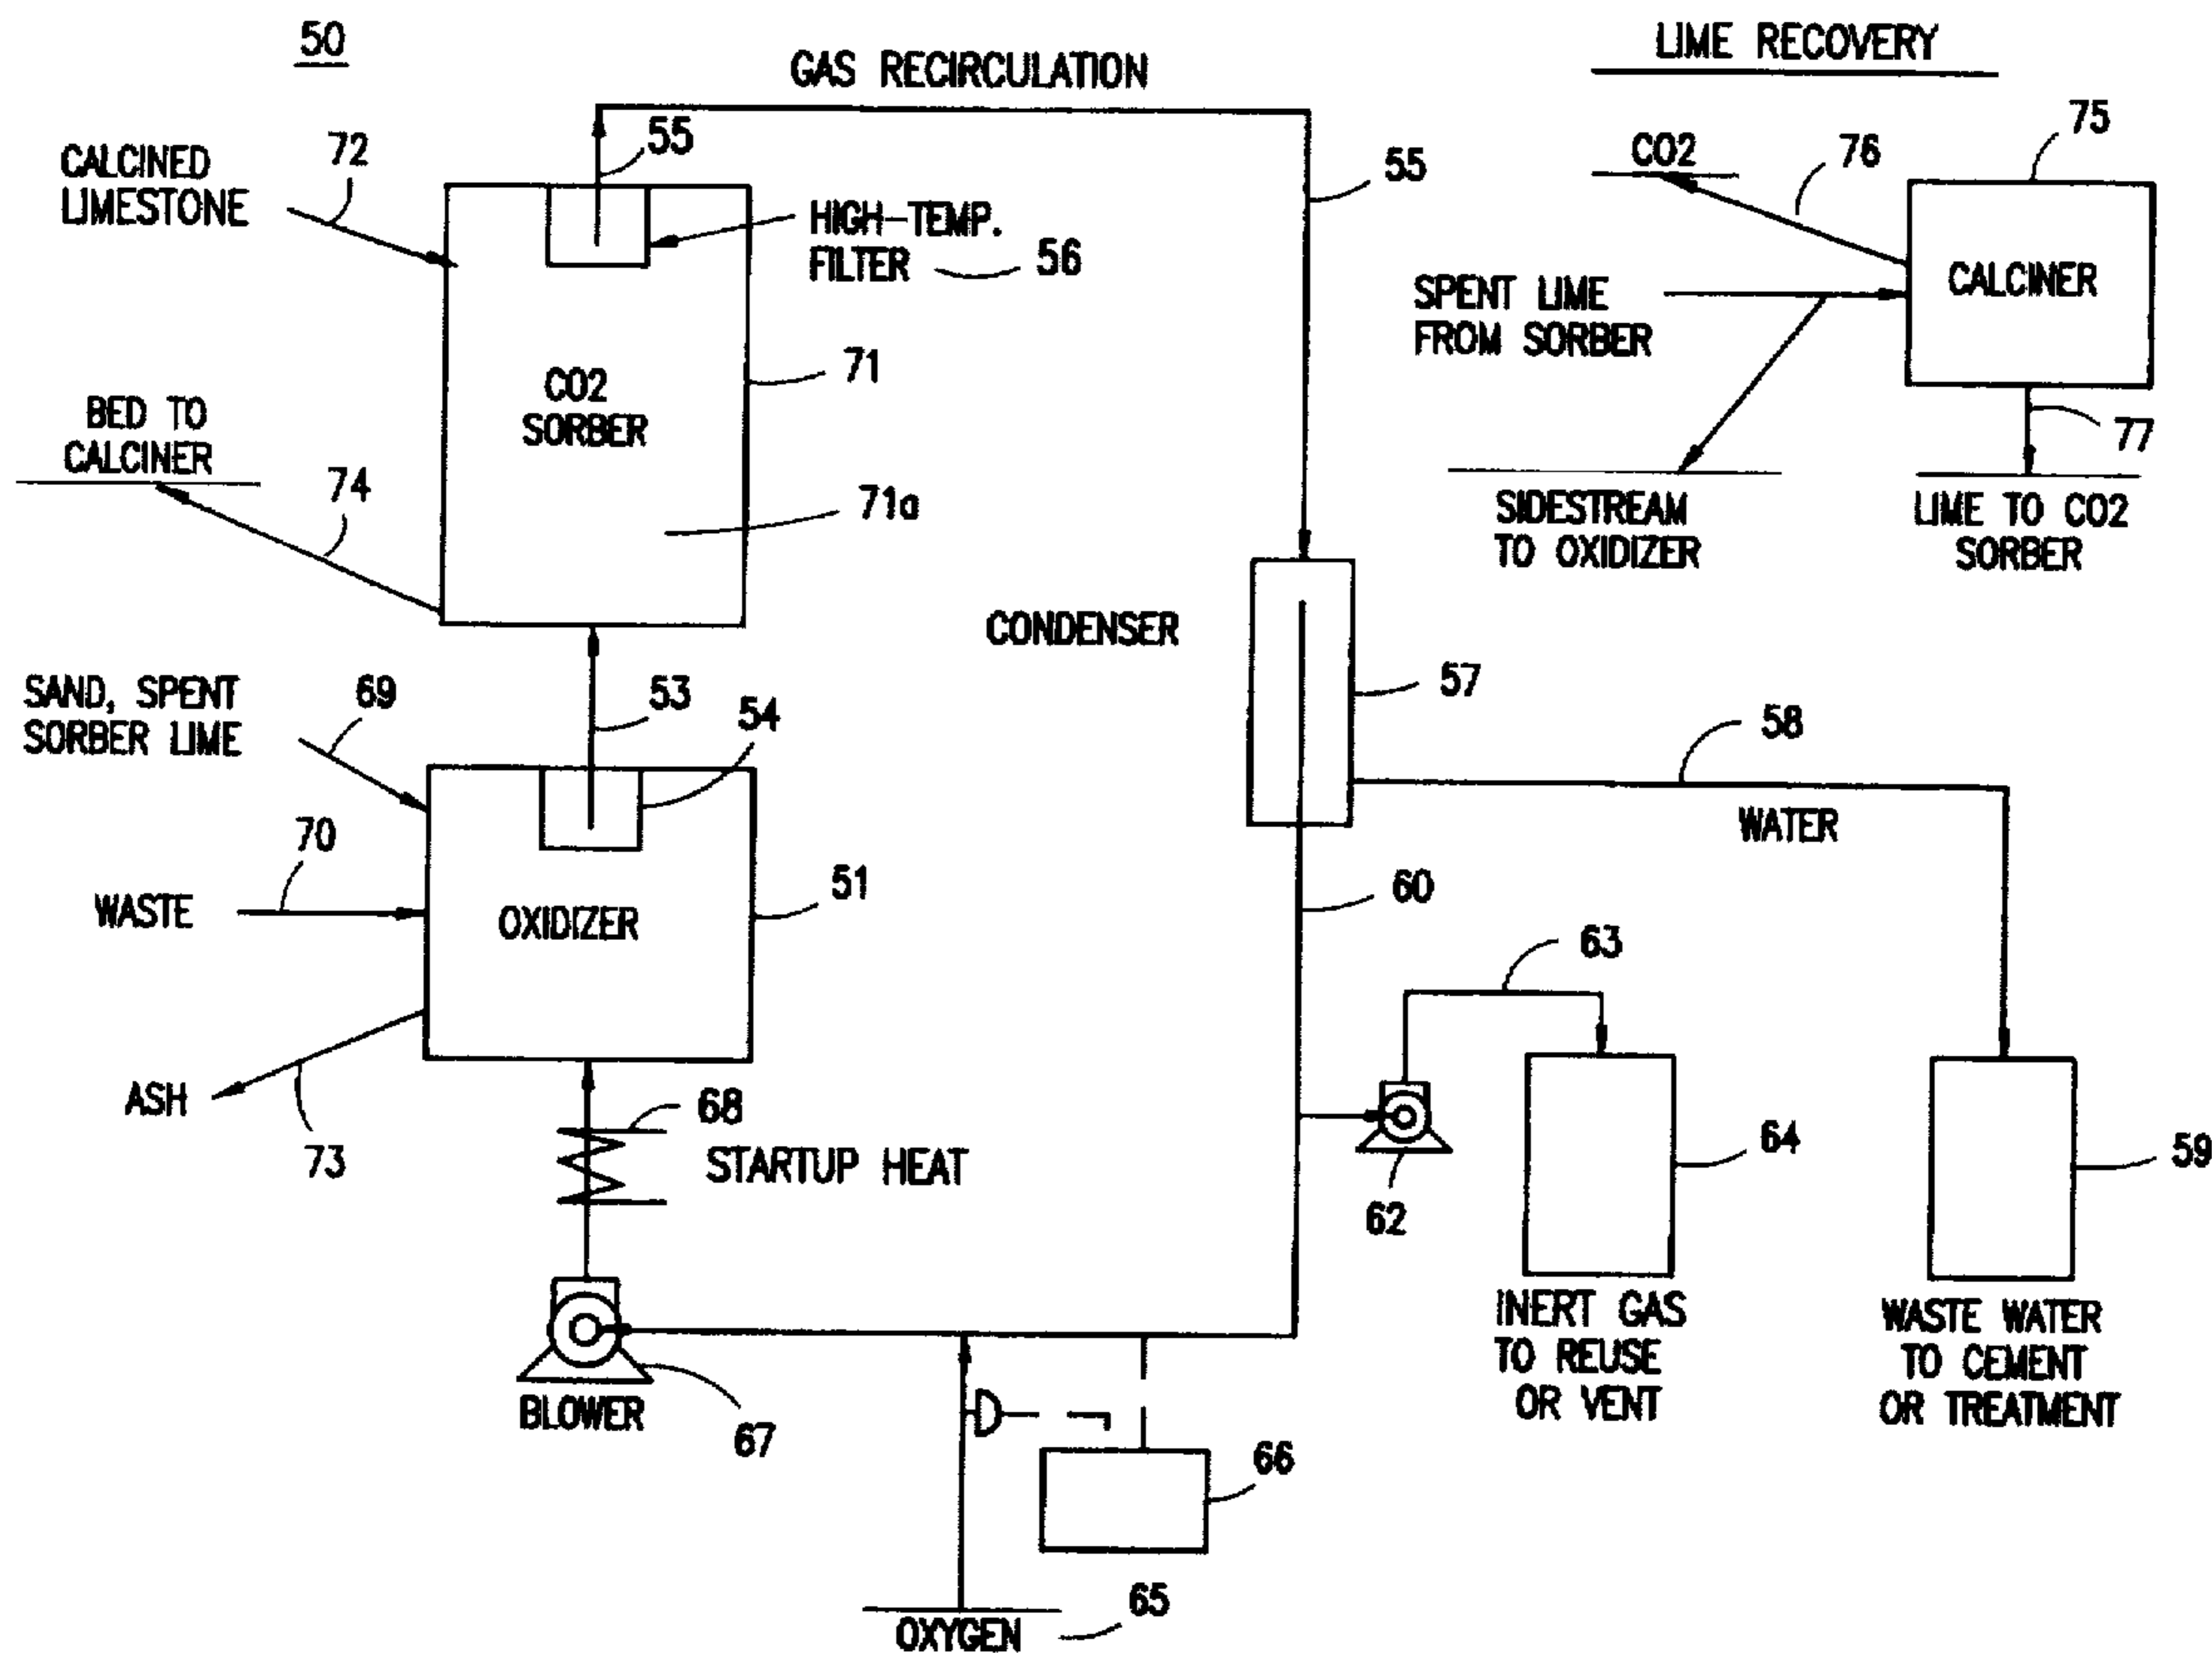 50
GAS RECIRCULATION
LIME RECOVERY
CALCINED
LIMESTONE
72
55
HIGH-TEMP.
FILTER
56
55
CO2
SORBER
71
71a
BED TO
CALCINER
74
CO2
76
75
CALCINER
SPENT LIME
FROM SORBER
77
SIDESTREAM
TO OXIDIZER
LIME TO CO2
SORBER
CONDENSER
57
SAND, SPENT
SORBER LIME
69
53
54
58
WATER
70
WASTE
OXIDIZER
51
60
63
ASH
73
68
STARTUP HEAT
62
64
59
INERT GAS
TO REUSE
OR VENT
WASTE WATER
TO CEMENT
OR TREATMENT
BLOWER
67
66
65
OXYGEN